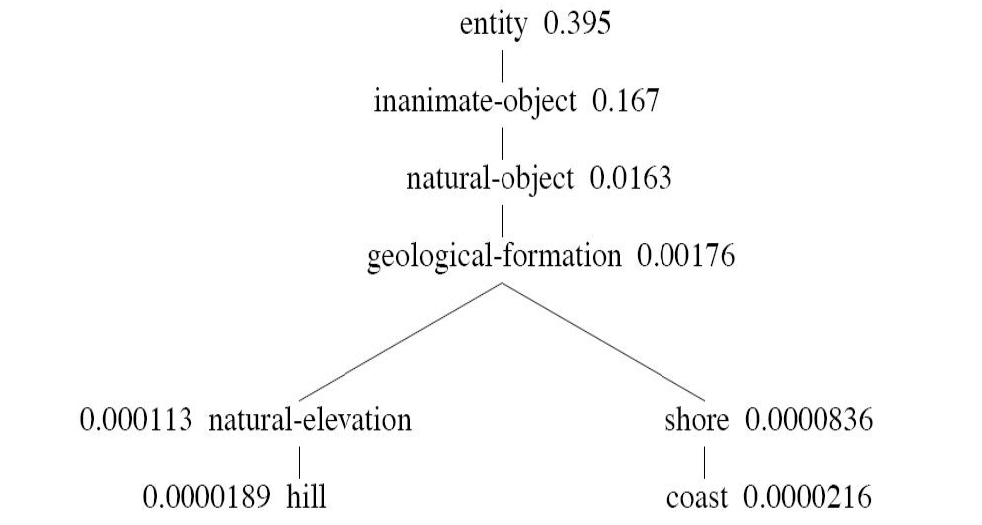 entity 0.395
inanimate-object 0.167
natural-object 0.0163
geological-formation 0.00176
0.000113 natural-elevation shore 0.0000836
0.0000189 hill coast 0.0000216